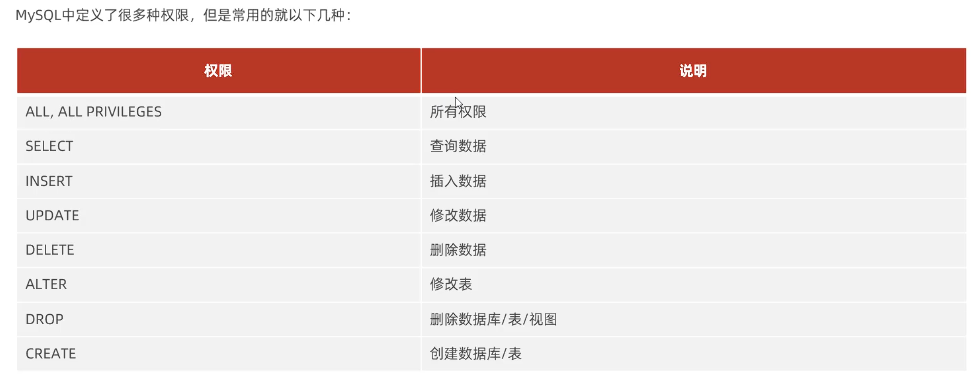 MySQL中定义了很多种权限，但是常用的就以下几种：
权限 说明
ALL, ALL PRIVILEGES 所有权限
SELECT 查询数据
INSERT 插入数据
UPDATE 修改数据
DELETE 删除数据
ALTER 修改表
DROP 删除数据库/表/视图
CREATE 创建数据库/表